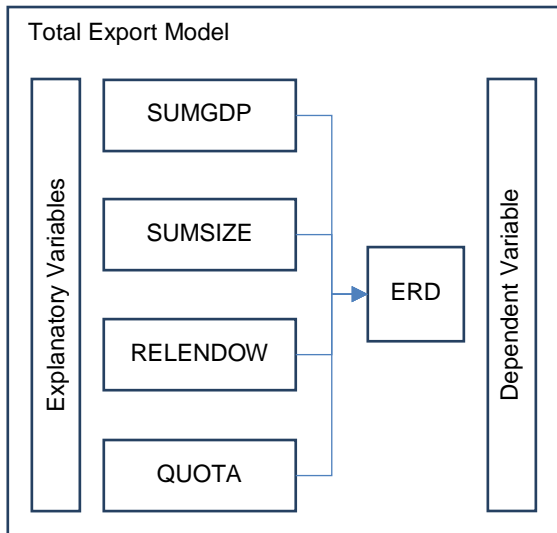 Total Export Model
Explanatory Variables
SUMGDP
SUMSIZE
RELENDOW
QUOTA
ERD
Dependent Variable